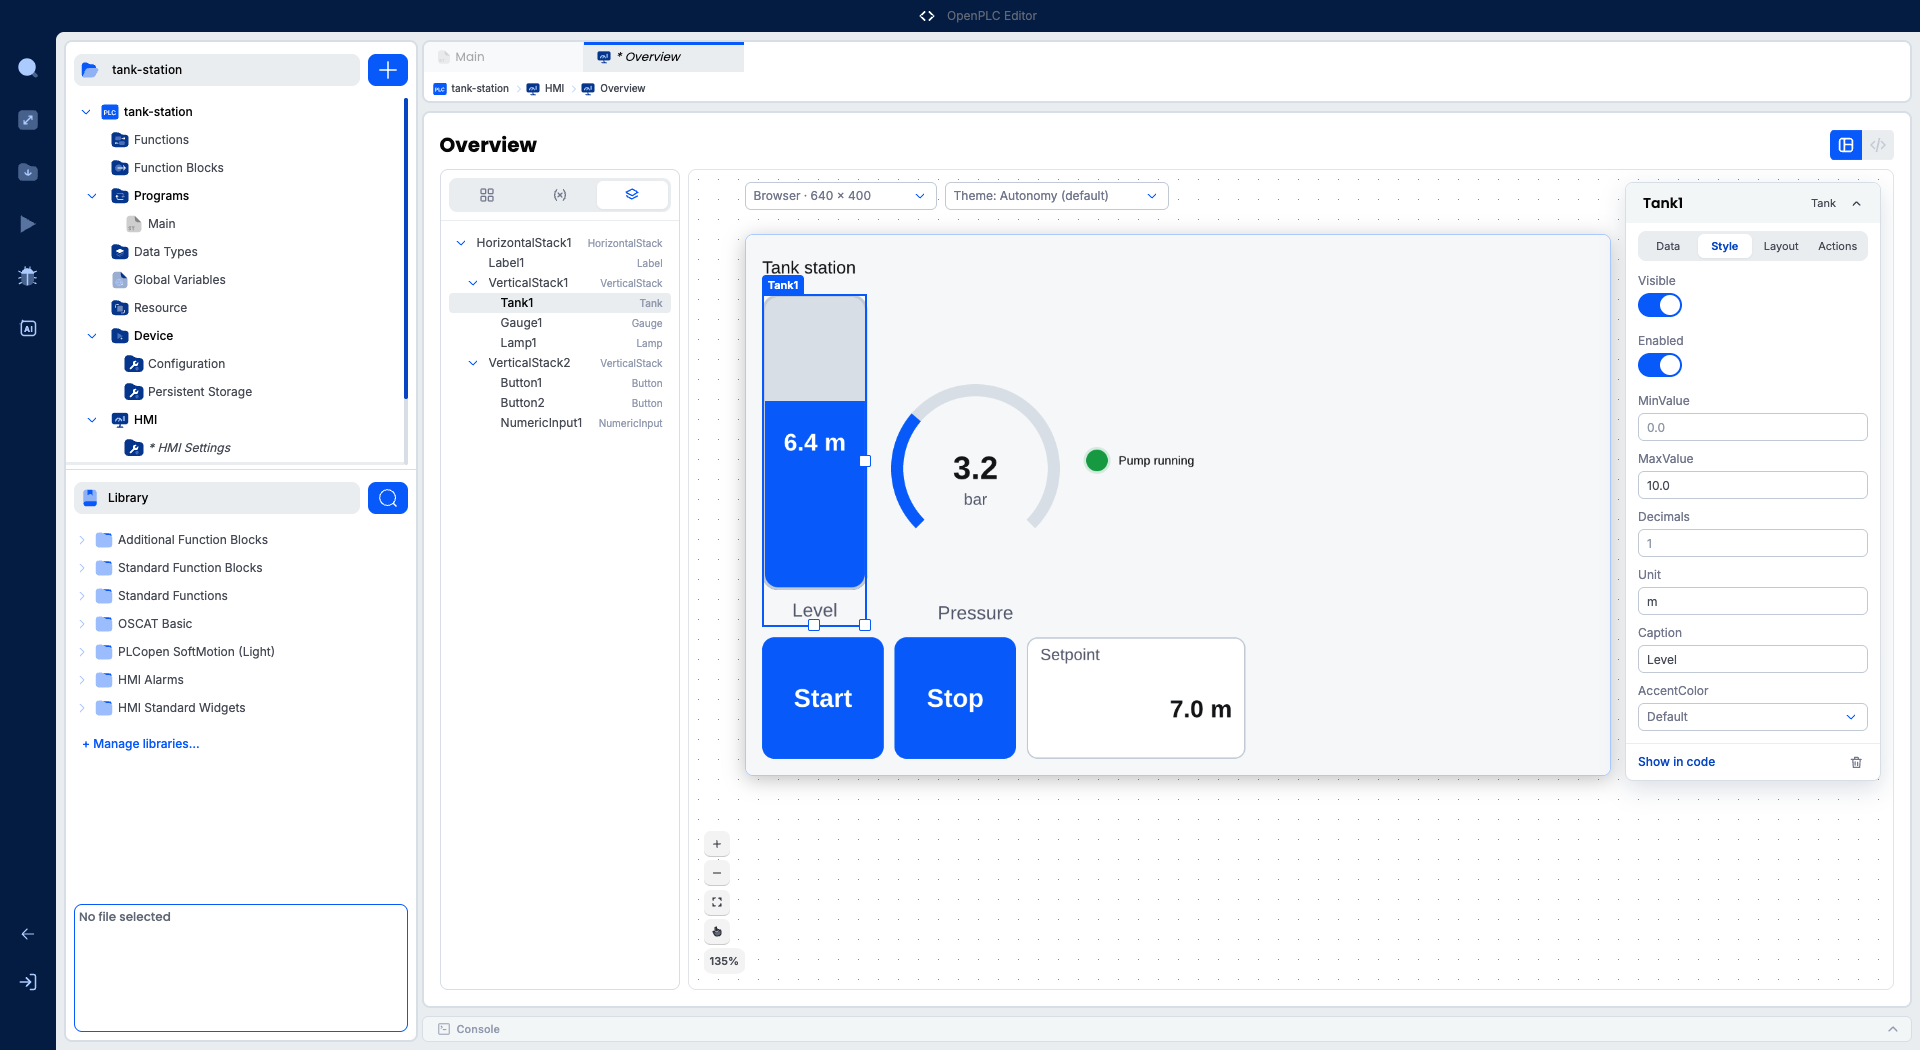 OpenPLC Editor
tank-station
tank-station
Functions
Function Blocks
Programs
Main
Data Types
Global Variables
Resource
Device
Configuration
Persistent Storage
HMI
* HMI Settings
Library
Additional Function Blocks
Standard Function Blocks
Standard Functions
OSCAT Basic
PLCopen SoftMotion (Light)
HMI Alarms
HMI Standard Widgets
+ Manage libraries...
No file selected
Main
* Overview
tank-station
HMI
Overview
Overview
HorizontalStack1 HorizontalStack
Label1 Label
VerticalStack1 VerticalStack
Tank1 Tank
Gauge1 Gauge
Lamp1 Lamp
VerticalStack2 VerticalStack
Button1 Button
Button2 Button
NumericInput1 NumericInput
Browser · 640 × 400
Theme: Autonomy (default)
Tank station
Tank1
6.4 m
Level
3.2
bar
Pressure
Pump running
Start
Stop
Setpoint
7.0 m
135%
Tank1 Tank
Data Style Layout Actions
Visible
Enabled
MinValue
0.0
MaxValue
10.0
Decimals
1
Unit
m
Caption
Level
AccentColor
Default
Show in code
Console